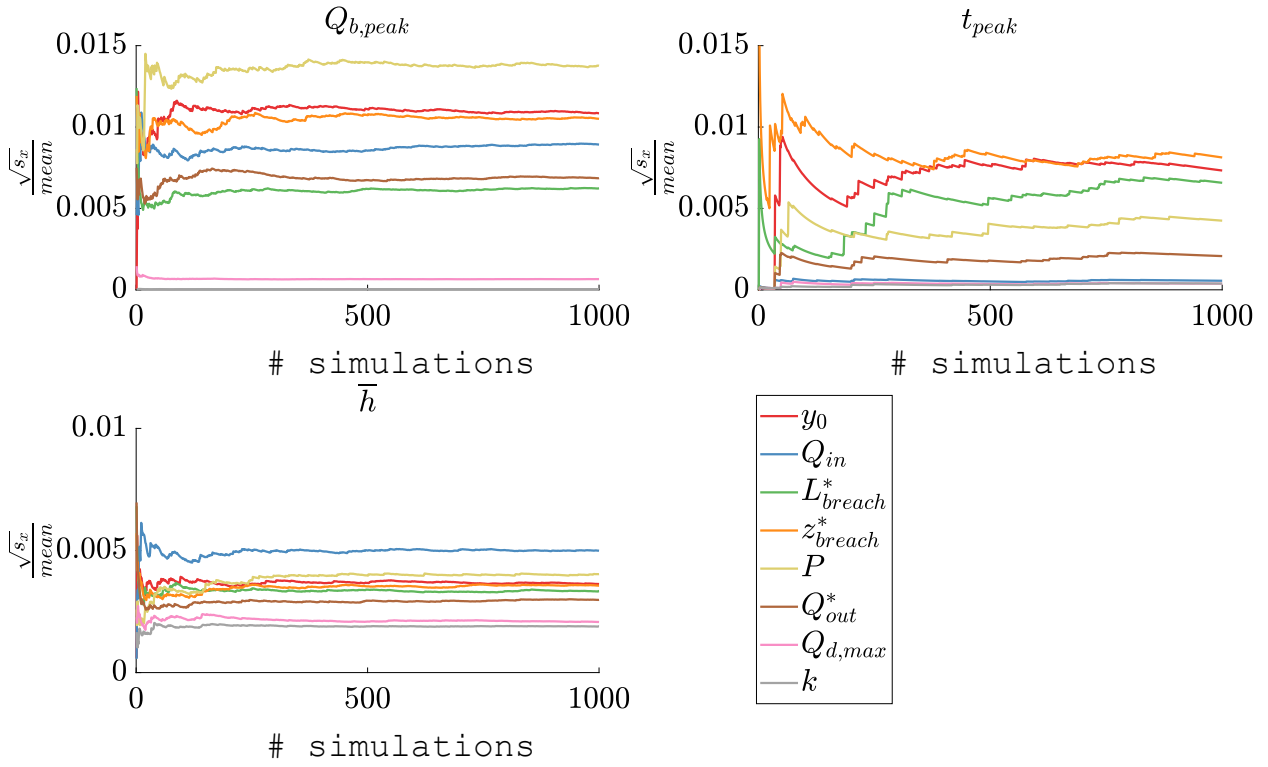 Q_{b,peak}
0.015
0.01
0.005
0
√s_x / mean
0 500 1000
# simulations
t_{peak}
0.015
0.01
0.005
0
√s_x / mean
0 500 1000
# simulations
h̅
0.01
0.005
0
√s_x / mean
0 500 1000
# simulations
y_0
Q_{in}
L^*_{breach}
z^*_{breach}
P
Q^*_{out}
Q_{d,max}
k